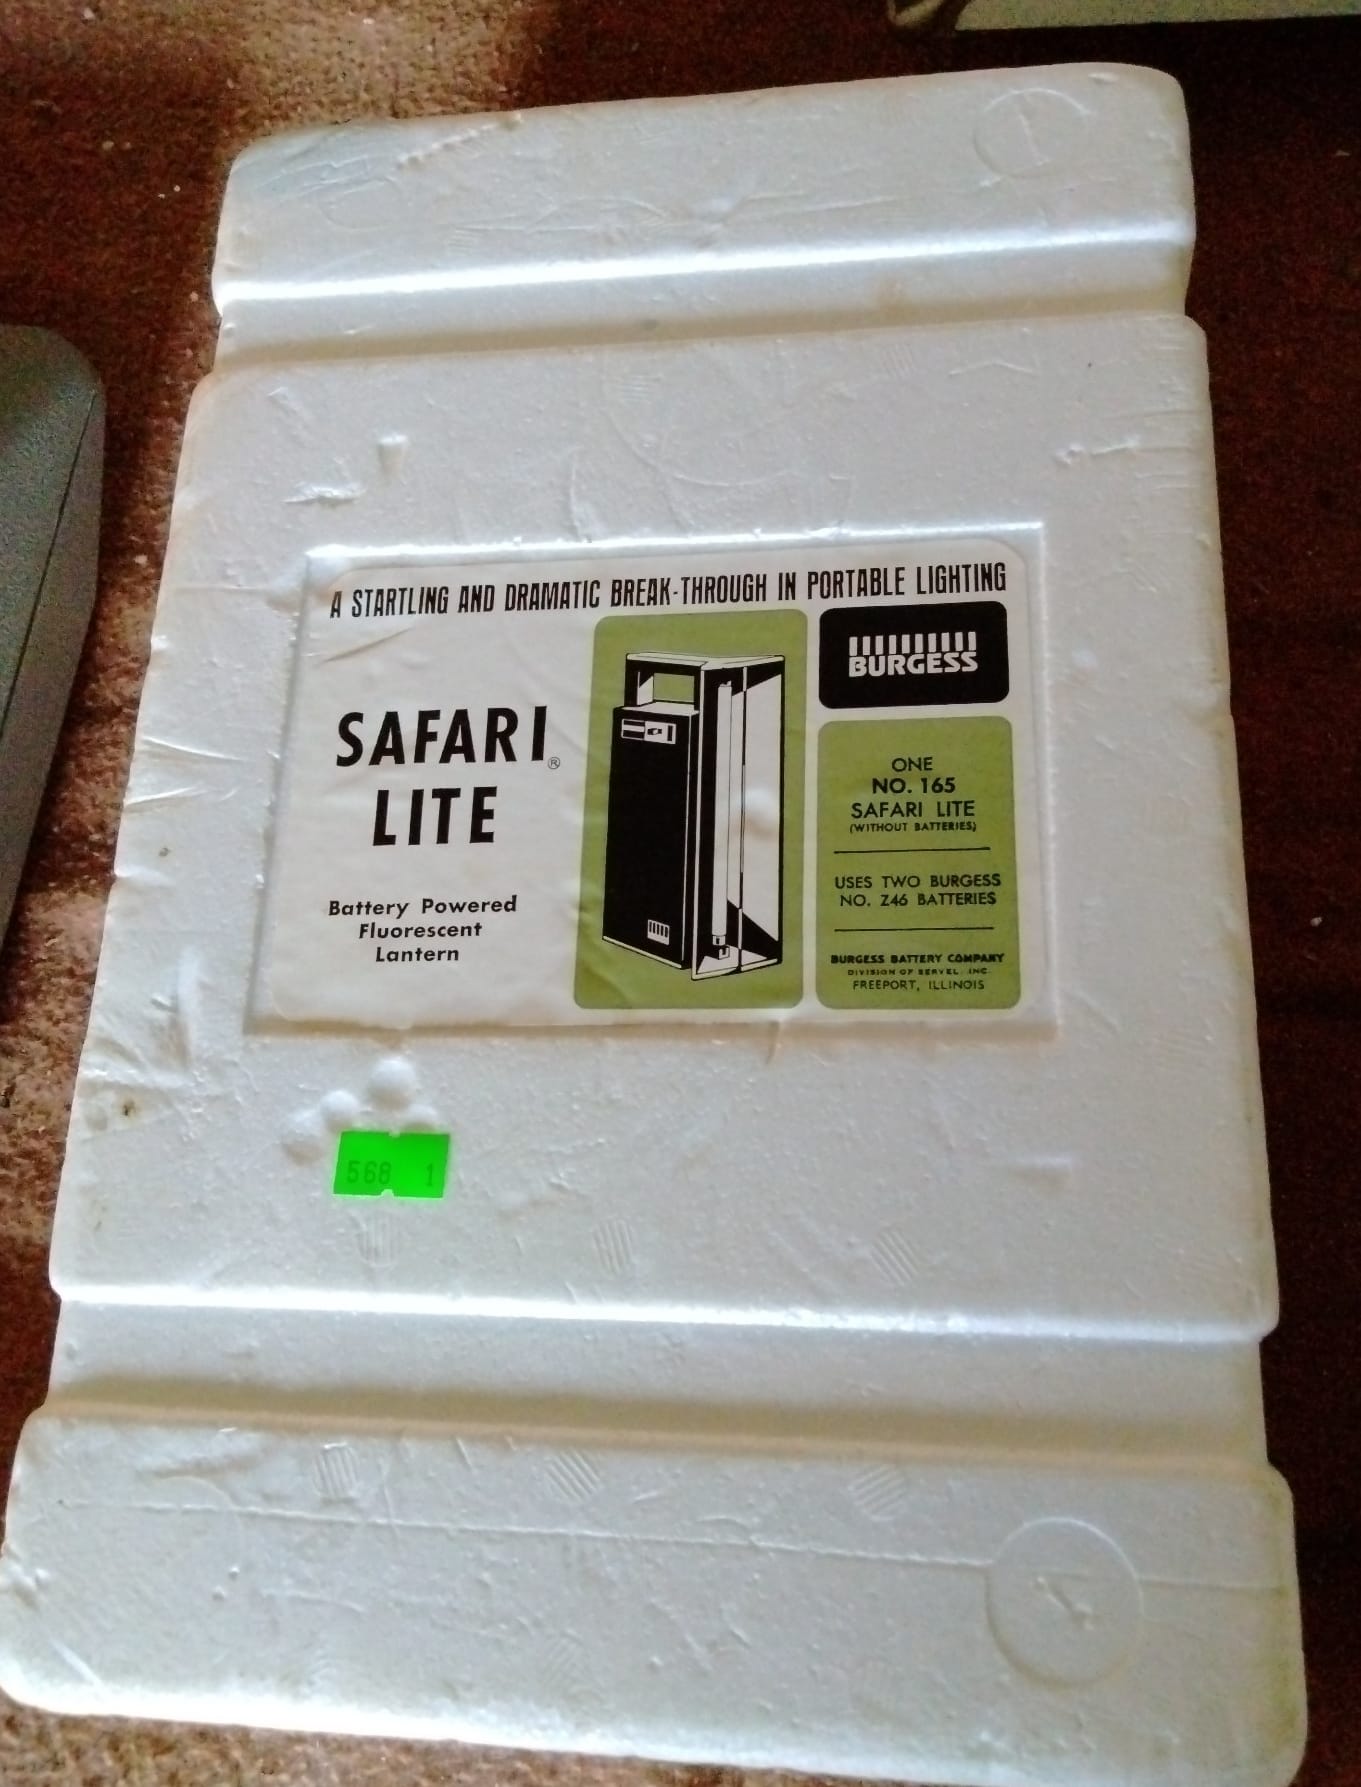 A STARTLING AND DRAMATIC BREAK-THROUGH IN PORTABLE LIGHTING
SAFARI®
LITE
Battery Powered
Fluorescent
Lantern
BURGESS
ONE
NO. 165
SAFARI LITE
(WITHOUT BATTERIES)
USES TWO BURGESS
NO. Z46 BATTERIES
BURGESS BATTERY COMPANY
DIVISION OF SERVEL, INC.
FREEPORT, ILLINOIS
568 1